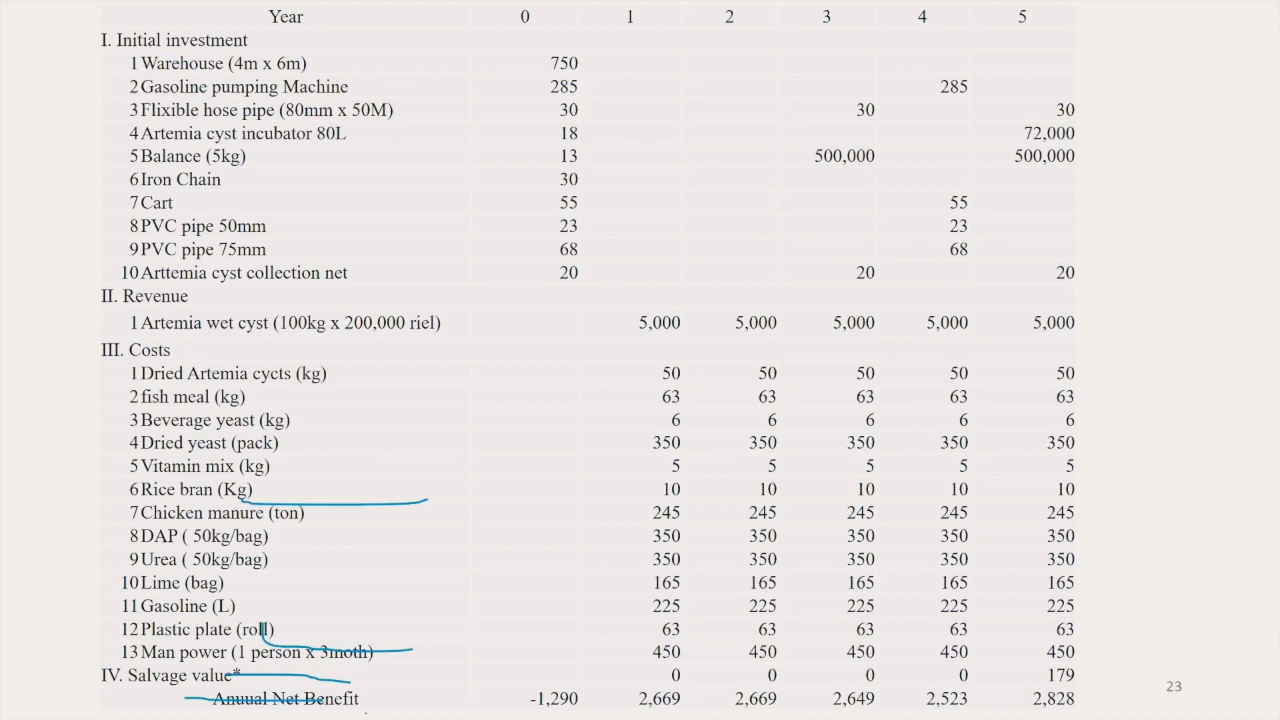 Year 0 1 2 3 4 5
I. Initial investment
1 Warehouse (4m x 6m) 750
2 Gasoline pumping Machine 285 285
3 Flixible hose pipe (80mm x 50M) 30 30 30
4 Artemia cyst incubator 80L 18 72,000
5 Balance (5kg) 13 500,000 500,000
6 Iron Chain 30
7 Cart 55 55
8 PVC pipe 50mm 23 23
9 PVC pipe 75mm 68 68
10 Arttemia cyst collection net 20 20 20
II. Revenue
1 Artemia wet cyst (100kg x 200,000 riel) 5,000 5,000 5,000 5,000 5,000
III. Costs
1 Dried Artemia cycts (kg) 50 50 50 50 50
2 fish meal (kg) 63 63 63 63 63
3 Beverage yeast (kg) 6 6 6 6 6
4 Dried yeast (pack) 350 350 350 350 350
5 Vitamin mix (kg) 5 5 5 5 5
6 Rice bran (Kg) 10 10 10 10 10
7 Chicken manure (ton) 245 245 245 245 245
8 DAP ( 50kg/bag) 350 350 350 350 350
9 Urea ( 50kg/bag) 350 350 350 350 350
10 Lime (bag) 165 165 165 165 165
11 Gasoline (L) 225 225 225 225 225
12 Plastic plate (roll) 63 63 63 63 63
13 Man power (1 person x 3moth) 450 450 450 450 450
IV. Salvage value* 0 0 0 0 179
Anuual Net Benefit -1,290 2,669 2,669 2,649 2,523 2,828
23